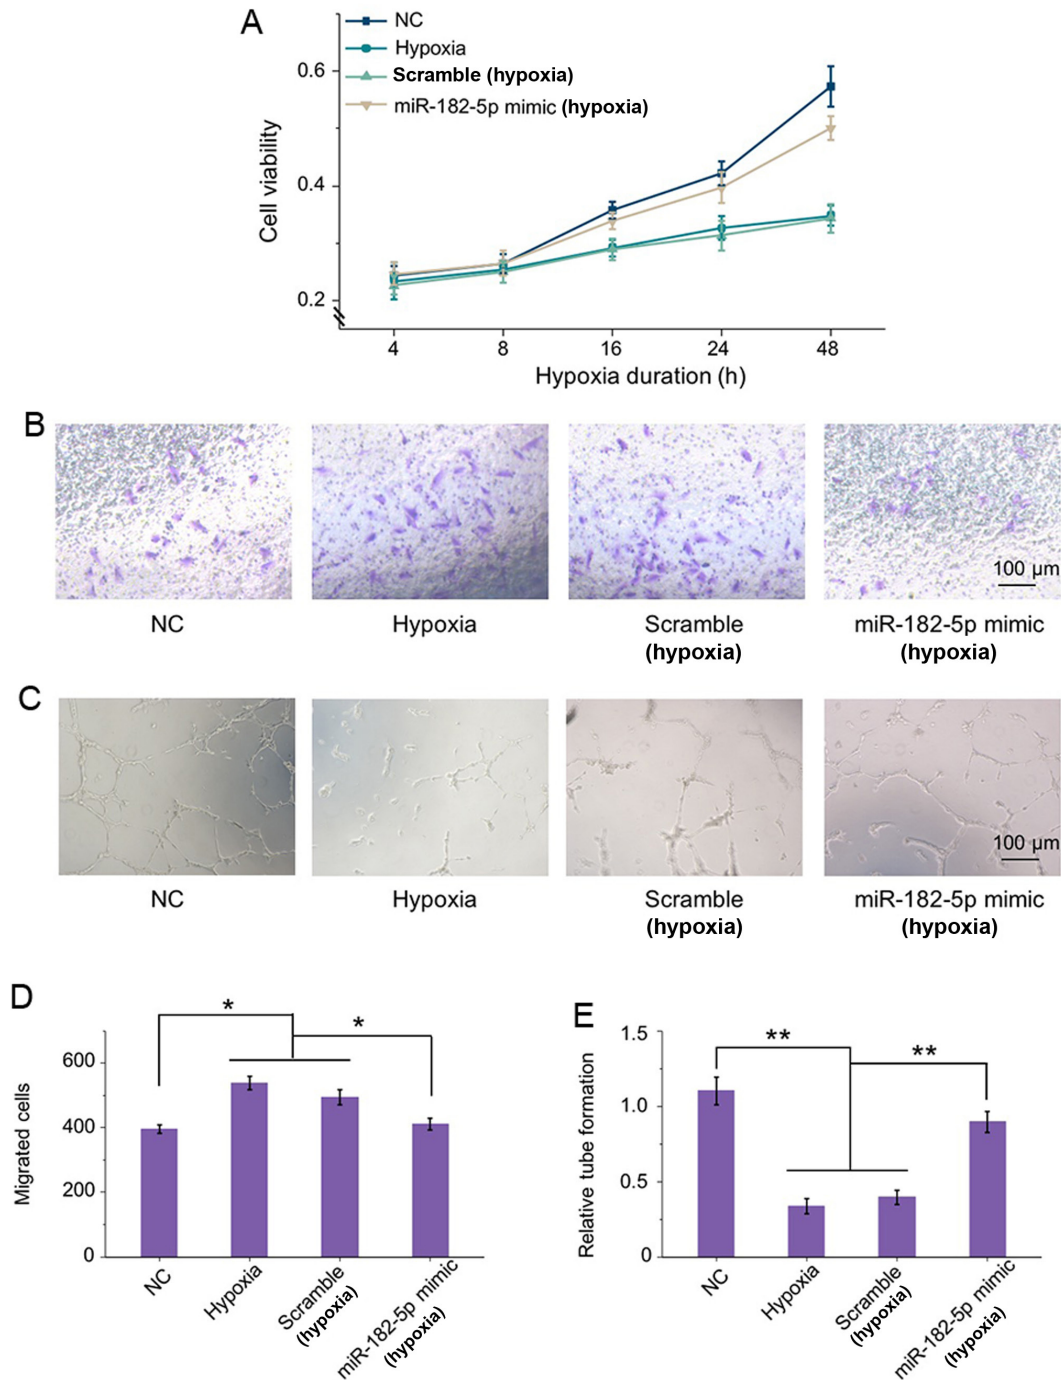 A
NC
Hypoxia
Scramble (hypoxia)
miR-182-5p mimic (hypoxia)
Cell viability
0.6
0.4
0.2
4 8 16 24 48
Hypoxia duration (h)
B
100 μm
NC Hypoxia Scramble miR-182-5p mimic
(hypoxia) (hypoxia)
C
100 μm
NC Hypoxia Scramble miR-182-5p mimic
(hypoxia) (hypoxia)
D
* *
Migrated cells
600
400
200
0
NC
Hypoxia
Scramble
(hypoxia)
miR-182-5p mimic
(hypoxia)
E
** **
Relative tube formation
1.5
1.0
0.5
0
NC
Hypoxia
Scramble
(hypoxia)
miR-182-5p mimic
(hypoxia)